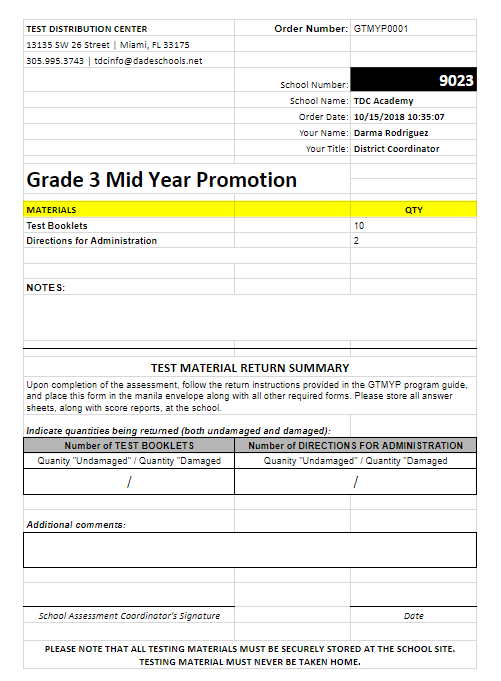 TEST DISTRIBUTION CENTER Order Number: GTMYP0001
13135 SW 26 Street | Miami, FL 33175
305.995.3743 | tdcinfo@dadeschools.net
School Number: 9023
School Name: TDC Academy
Order Date: 10/15/2018 10:35:07
Your Name: Darma Rodriguez
Your Title: District Coordinator
Grade 3 Mid Year Promotion
MATERIALS QTY
Test Booklets 10
Directions for Administration 2
NOTES:
TEST MATERIAL RETURN SUMMARY
Upon completion of the assessment, follow the return instructions provided in the GTMYP program guide,
and place this form in the manila envelope along with all other required forms. Please store all answer
sheets, along with score reports, at the school.
Indicate quantities being returned (both undamaged and damaged):
Number of TEST BOOKLETS Number of DIRECTIONS FOR ADMINISTRATION
Quanity "Undamaged" / Quantity "Damaged Quanity "Undamaged" / Quantity "Damaged
/ /
Additional comments:
School Assessment Coordinator's Signature Date
PLEASE NOTE THAT ALL TESTING MATERIALS MUST BE SECURELY STORED AT THE SCHOOL SITE.
TESTING MATERIAL MUST NEVER BE TAKEN HOME.